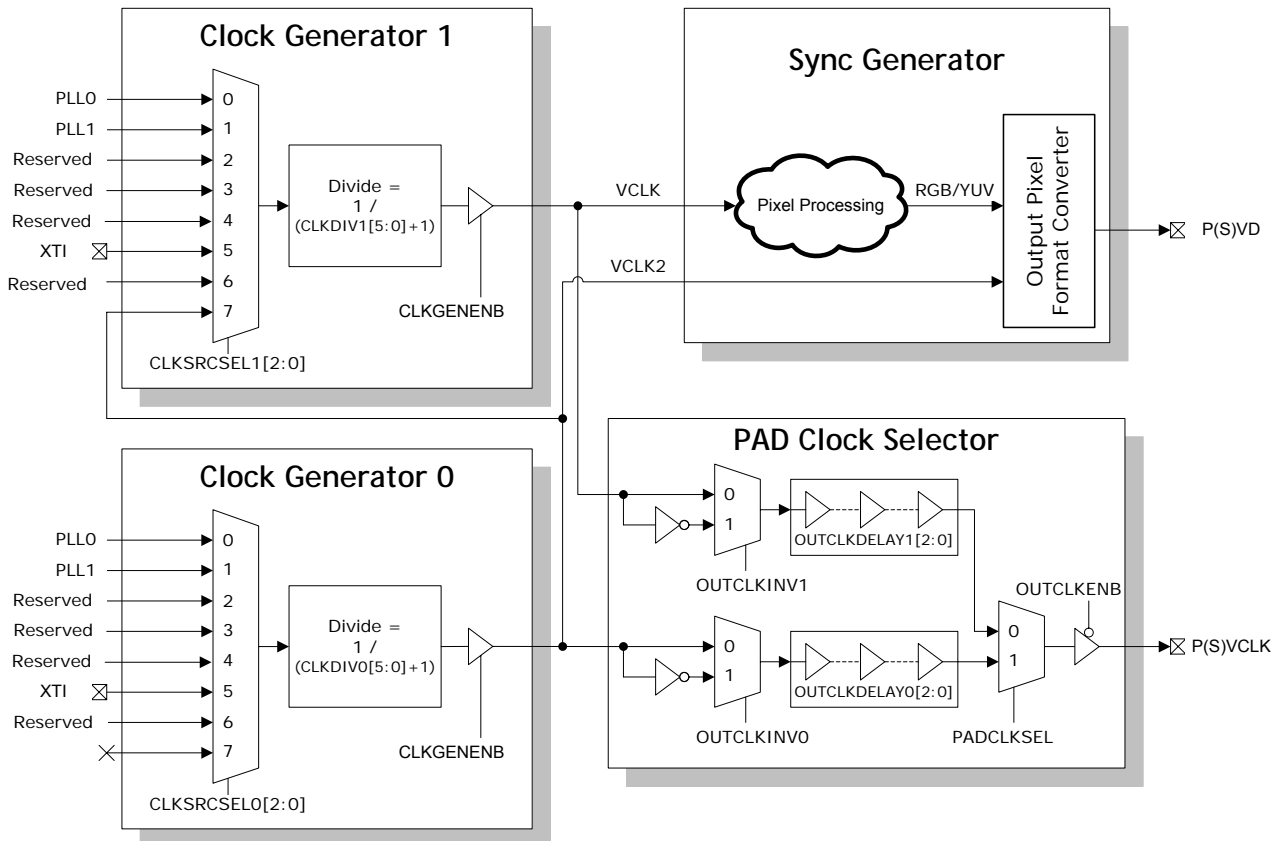 Clock Generator 1
PLL0
0
PLL1
1
Reserved
2
Reserved
3
Reserved
4
XTI
5
Reserved
6
7
Divide =
1 /
(CLKDIV1[5:0]+1)
CLKGENENB
CLKSRCSEL1[2:0]
VCLK
VCLK2
Sync Generator
Pixel Processing
RGB/YUV
Output Pixel
Format Converter
P(S)VD
Clock Generator 0
PLL0
0
PLL1
1
Reserved
2
Reserved
3
Reserved
4
XTI
5
Reserved
6
7
Divide =
1 /
(CLKDIV0[5:0]+1)
CLKGENENB
CLKSRCSEL0[2:0]
PAD Clock Selector
0
1
OUTCLKDELAY1[2:0]
OUTCLKINV1
0
1
OUTCLKDELAY0[2:0]
OUTCLKINV0
OUTCLKENB
0
1
PADCLKSEL
P(S)VCLK